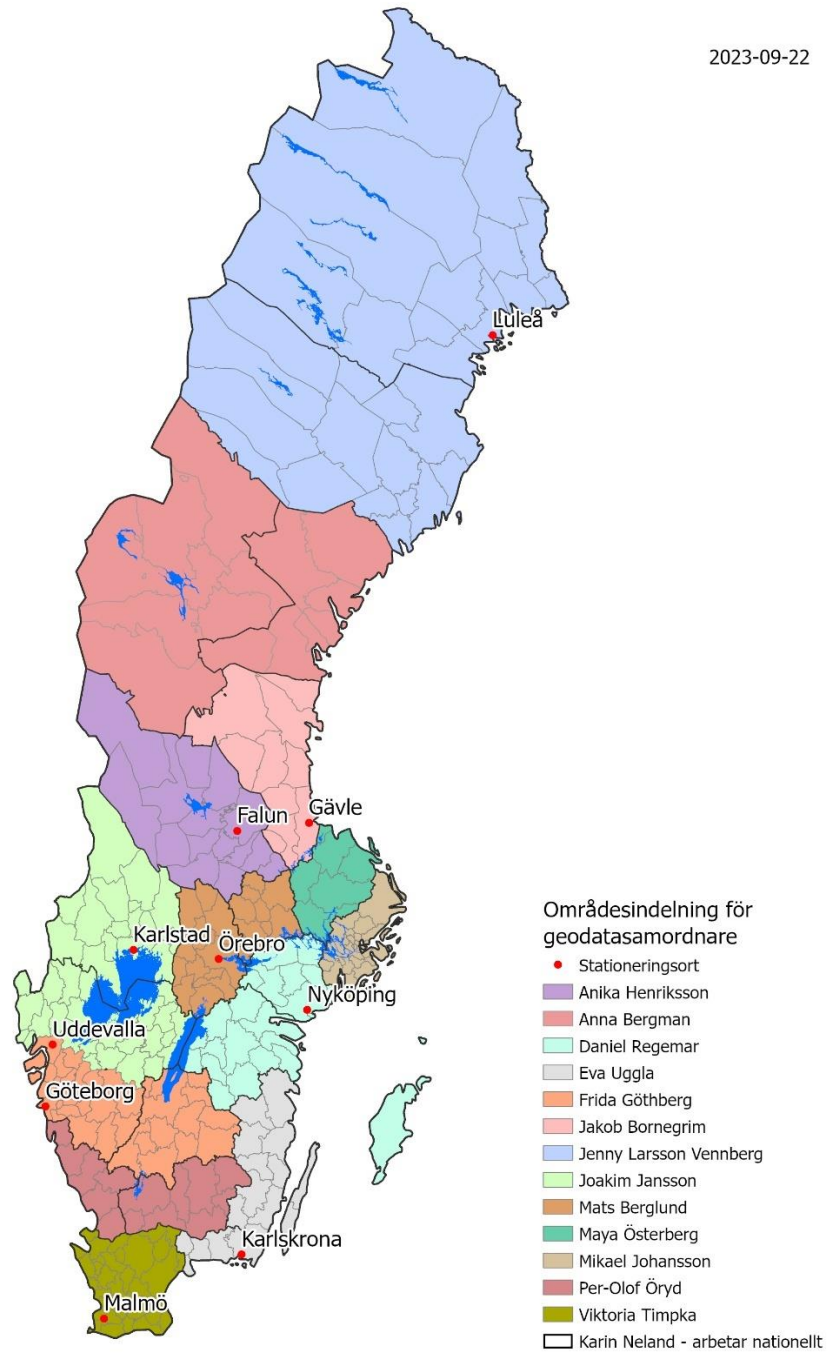 2023-09-22
Luleå
Falun
Gävle
Karlstad
Örebro
Nyköping
Uddevalla
Göteborg
Karlskrona
Malmö
Områdesindelning för
geodatasamordnare
Stationeringsort
Anika Henriksson
Anna Bergman
Daniel Regemar
Eva Uggla
Frida Göthberg
Jakob Bornegrim
Jenny Larsson Vennberg
Joakim Jansson
Mats Berglund
Maya Österberg
Mikael Johansson
Per-Olof Öryd
Viktoria Timpka
Karin Neland - arbetar nationellt